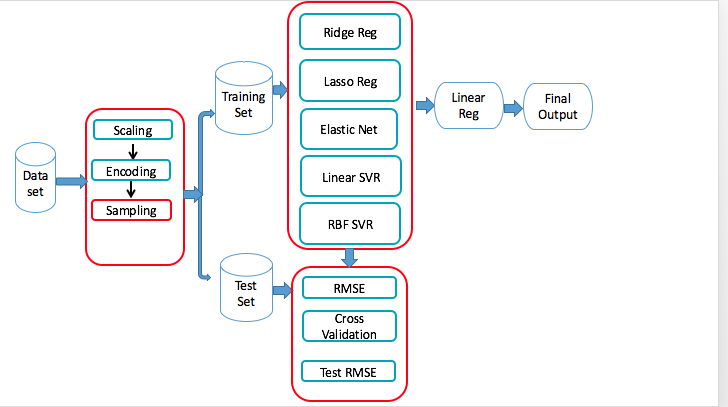 Data
set
Scaling
Encoding
Sampling
Training
Set
Test
Set
Ridge Reg
Lasso Reg
Elastic Net
Linear SVR
RBF SVR
RMSE
Cross
Validation
Test RMSE
Linear
Reg
Final
Output